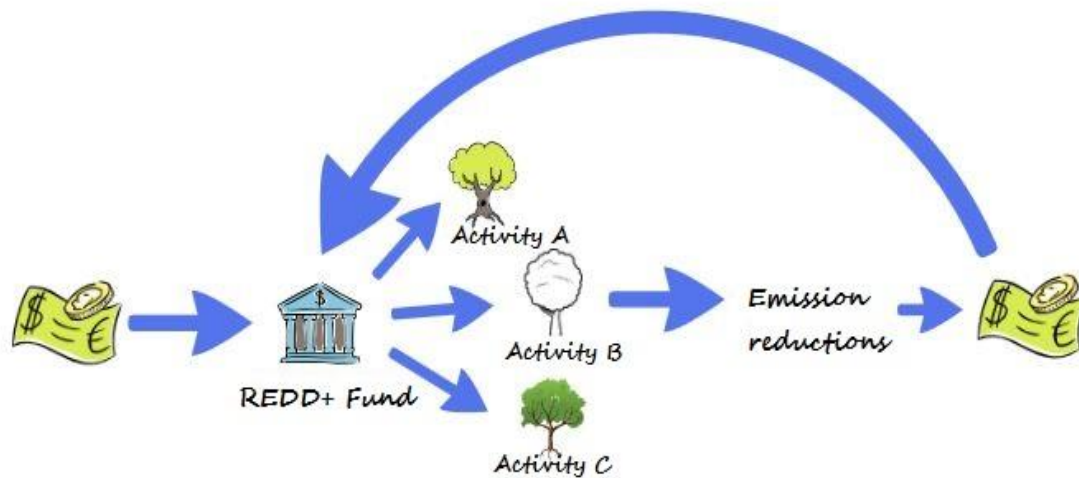 Activity A
$
$ €
Activity B
Emission
reductions
$ €
REDD+ Fund
Activity C